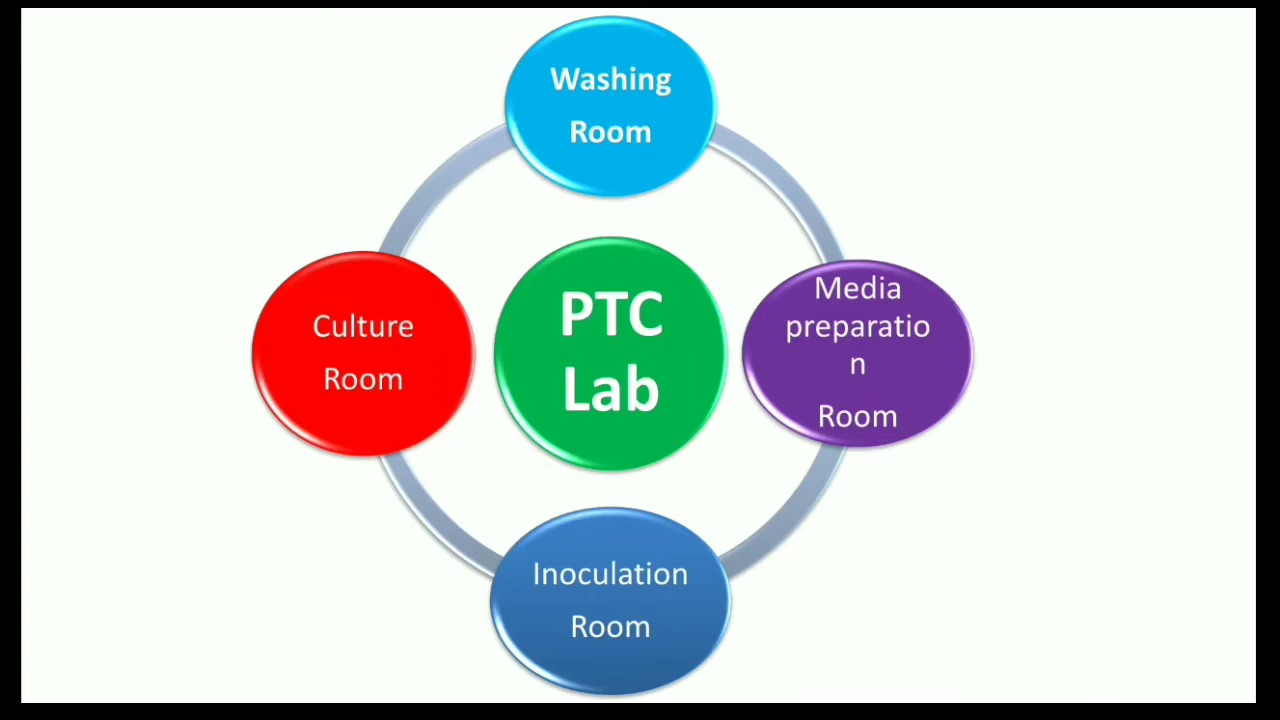 Washing
Room
Culture
Room
PTC
Lab
Media
preparatio
n
Room
Inoculation
Room